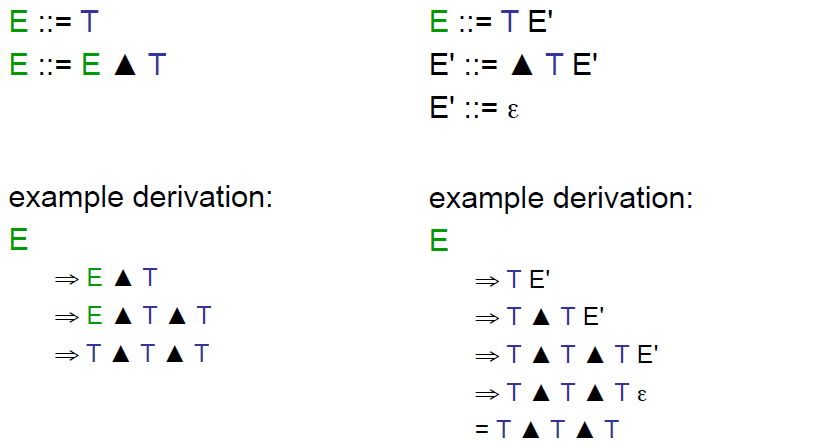 E ::= T
E ::= E ▲ T
example derivation:
E
⇒ E ▲ T
⇒ E ▲ T ▲ T
⇒ T ▲ T ▲ T
E ::= T E'
E' ::= ▲ T E'
E' ::= ε
example derivation:
E
⇒ T E'
⇒ T ▲ T E'
⇒ T ▲ T ▲ T E'
⇒ T ▲ T ▲ T ε
= T ▲ T ▲ T